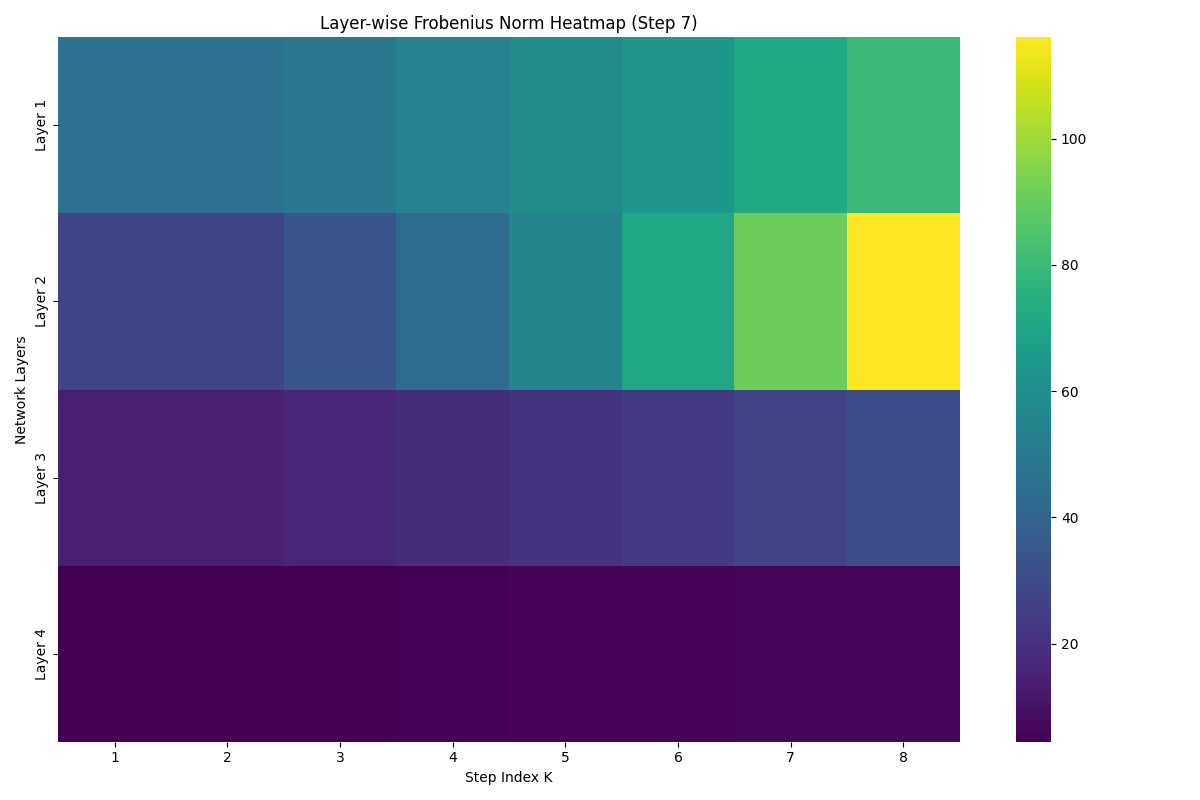 Layer-wise Frobenius Norm Heatmap (Step 7)
Network Layers
Layer 1
Layer 2
Layer 3
Layer 4
1 2 3 4 5 6 7 8
Step Index K
100
80
60
40
20